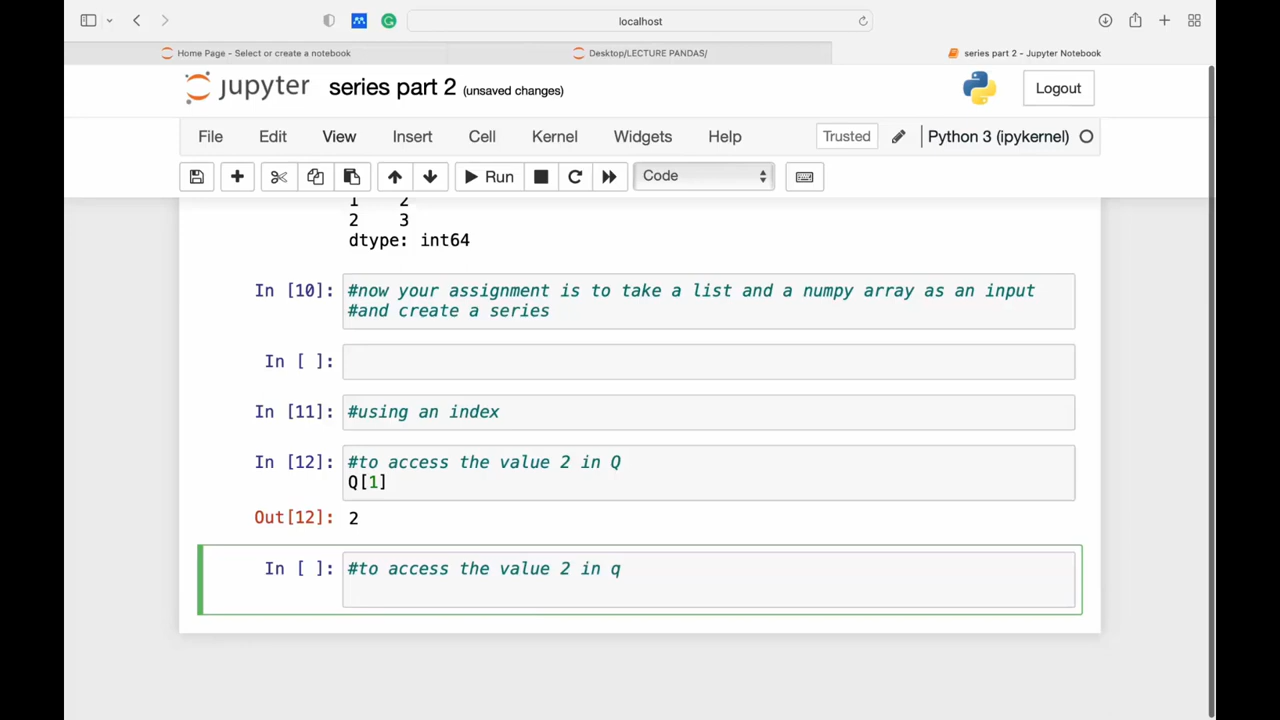 localhost
Home Page - Select or create a notebook
Desktop/LECTURE PANDAS/
series part 2 - Jupyter Notebook
jupyter series part 2 (unsaved changes)
Logout
File Edit View Insert Cell Kernel Widgets Help
Trusted
Python 3 (ipykernel)
Run
Code
1 2
2 3
dtype: int64
In [10]: #now your assignment is to take a list and a numpy array as an input
#and create a series
In [ ]:
In [11]: #using an index
In [12]: #to access the value 2 in Q
Q[1]
Out[12]: 2
In [ ]: #to access the value 2 in q